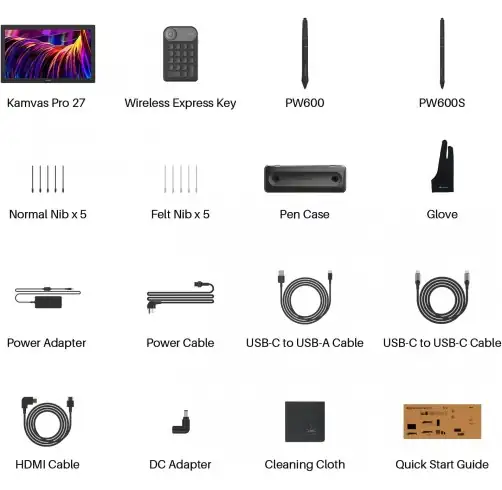 Kamvas Pro 27
Wireless Express Key
PW600
PW600S
Normal Nib x 5
Felt Nib x 5
Pen Case
Glove
Power Adapter
Power Cable
USB-C to USB-A Cable
USB-C to USB-C Cable
HDMI Cable
DC Adapter
Cleaning Cloth
Quick Start Guide